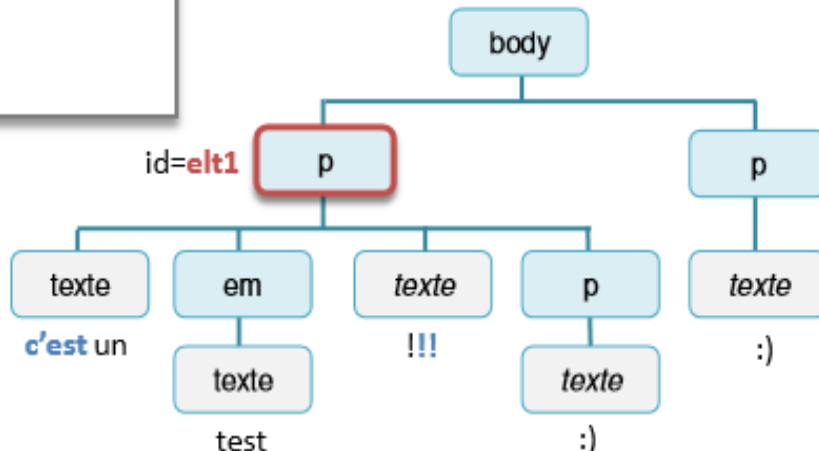 body
id=elt1 p p
texte em texte p texte
c'est un !!! :)
texte texte
test :)